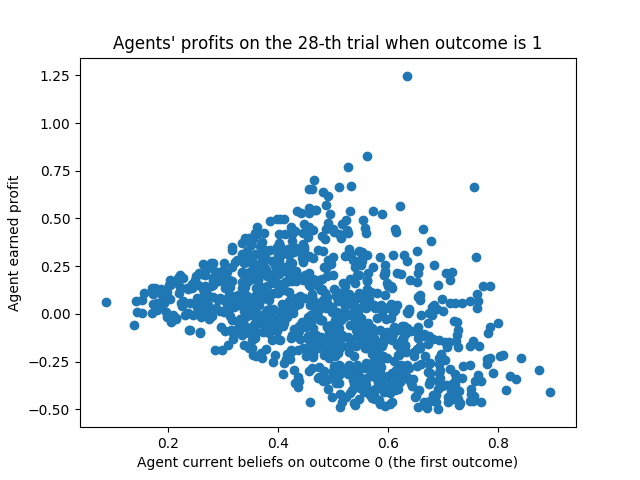 Agents' profits on the 28-th trial when outcome is 1
1.25
1.00
0.75
0.50
0.25
0.00
−0.25
−0.50
Agent earned profit
0.2 0.4 0.6 0.8
Agent current beliefs on outcome 0 (the first outcome)